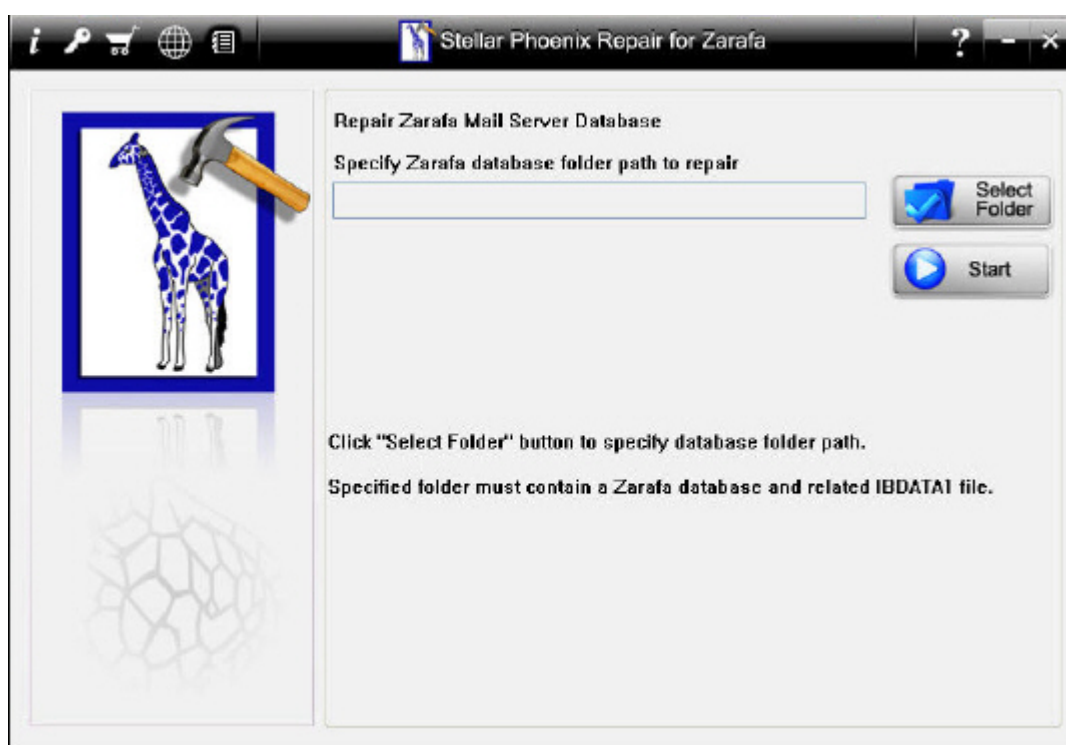 Stellar Phoenix Repair for Zarafa
?
Repair Zarafa Mail Server Database
Specify Zarafa database folder path to repair
Select
Folder
Start
Click "Select Folder" button to specify database folder path.
Specified folder must contain a Zarafa database and related IBDATA1 file.